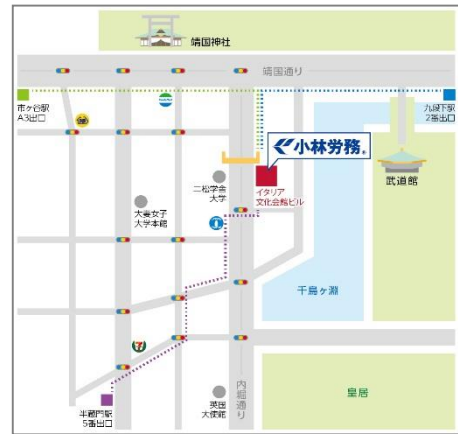 靖国神社
靖国通り
市ヶ谷駅
A3出口
九段下駅
2番出口
小林労務
武道館
二松学舎
大学
イタリア
文化会館ビル
大妻女子
大学本館
千鳥ヶ淵
7
内堀通り
皇居
半蔵門駅
5番出口
英国
大使館